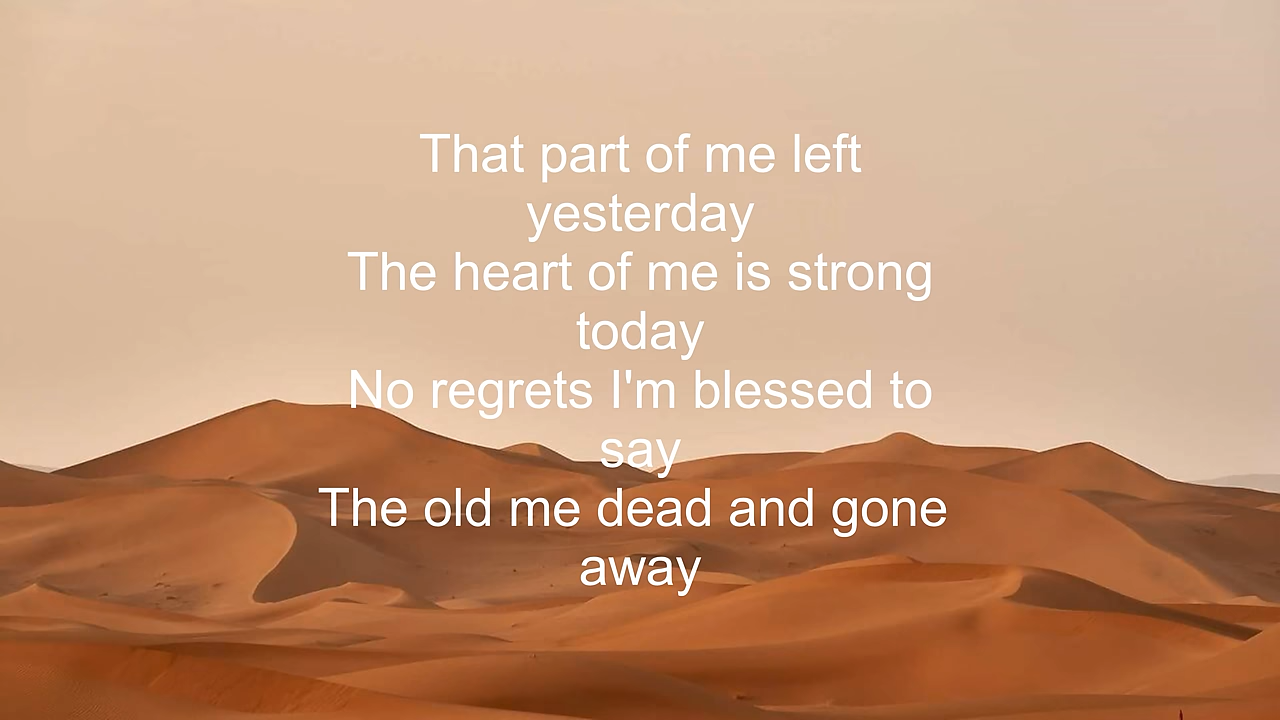 That part of me left
yesterday
The heart of me is strong
today
No regrets I'm blessed to
say
The old me dead and gone
away